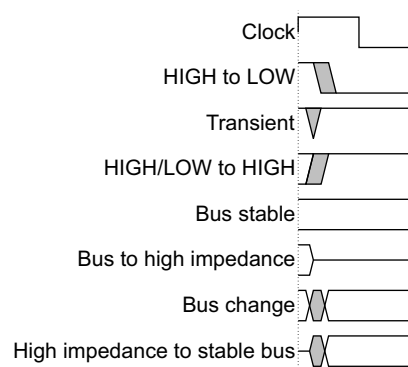 Clock
HIGH to LOW
Transient
HIGH/LOW to HIGH
Bus stable
Bus to high impedance
Bus change
High impedance to stable bus